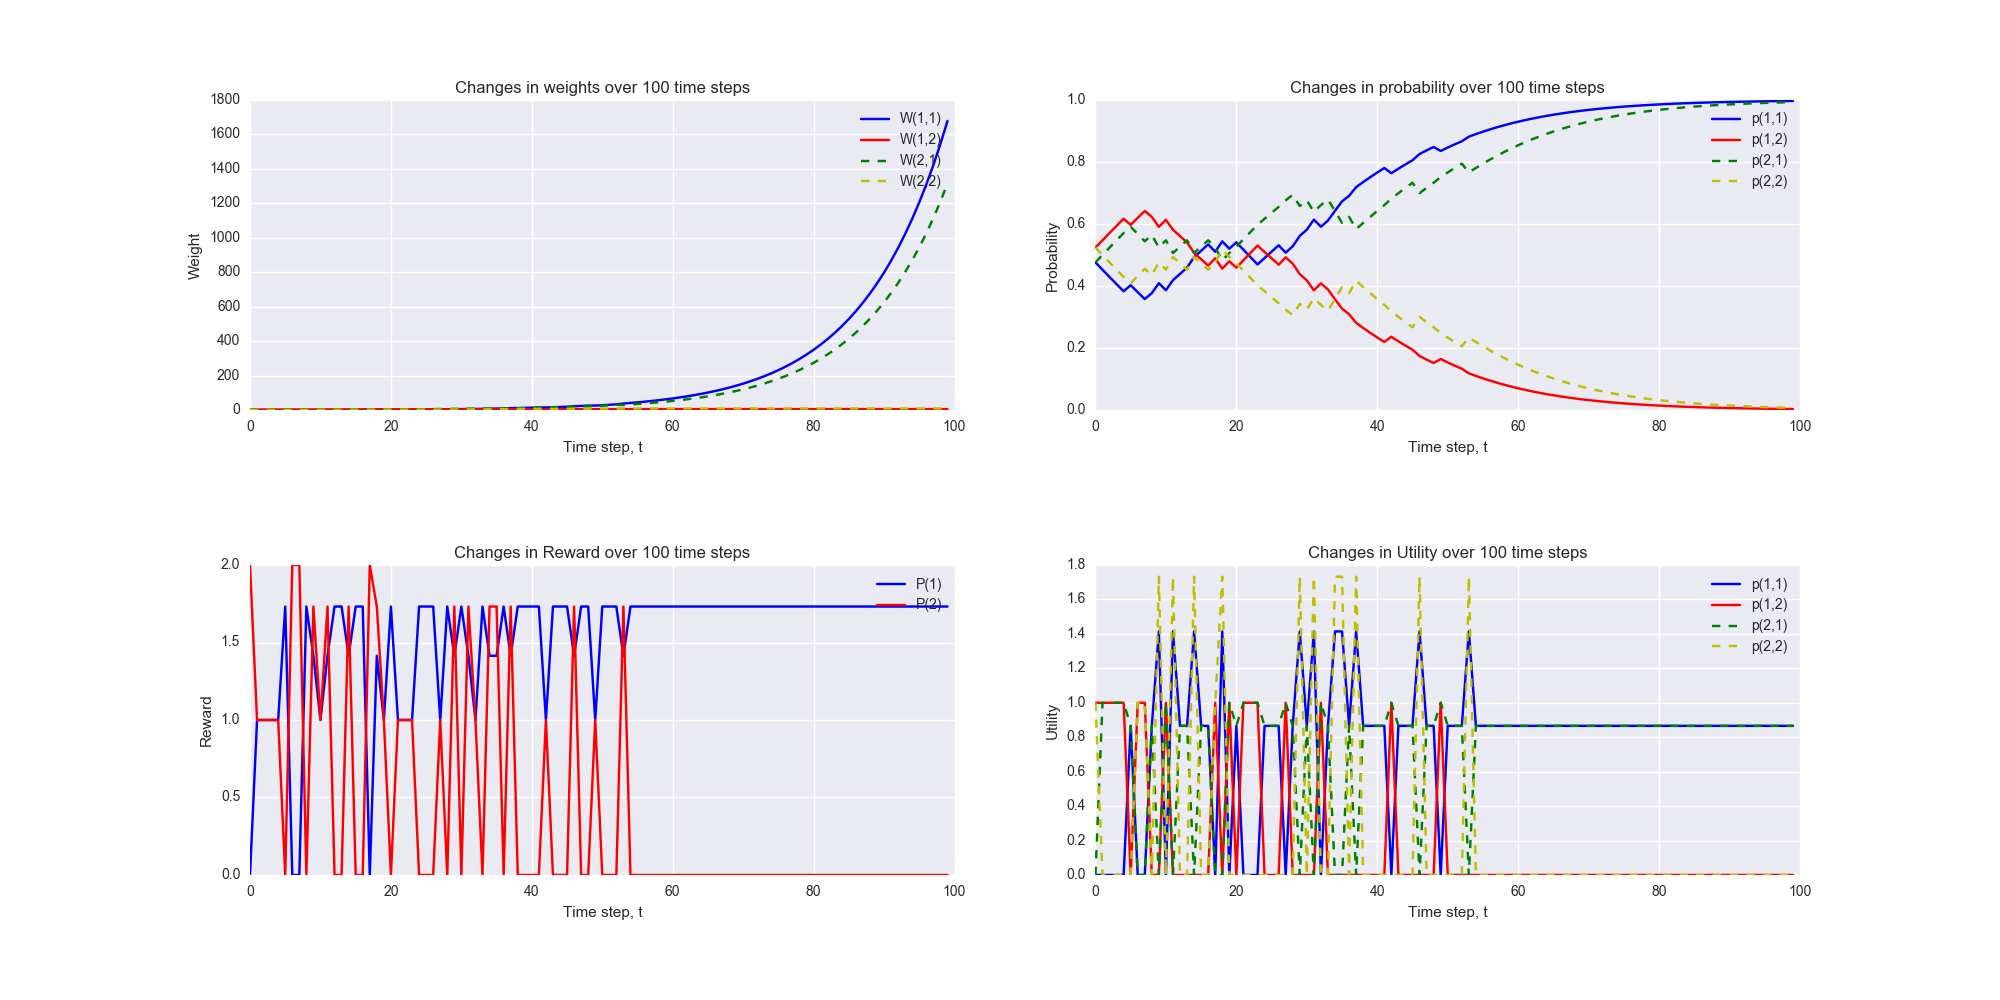 Changes in weights over 100 time steps
1800
1600
1400
1200
1000
800
600
400
200
0
Weight
W(1,1)
W(1,2)
W(2,1)
W(2,2)
0 20 40 60 80 100
Time step, t
Changes in probability over 100 time steps
1.0
0.8
0.6
0.4
0.2
0.0
Probability
p(1,1)
p(1,2)
p(2,1)
p(2,2)
0 20 40 60 80 100
Time step, t
Changes in Reward over 100 time steps
2.0
1.5
1.0
0.5
0.0
Reward
P(1)
P(2)
0 20 40 60 80 100
Time step, t
Changes in Utility over 100 time steps
1.8
1.6
1.4
1.2
1.0
0.8
0.6
0.4
0.2
0.0
Utility
p(1,1)
p(1,2)
p(2,1)
p(2,2)
0 20 40 60 80 100
Time step, t